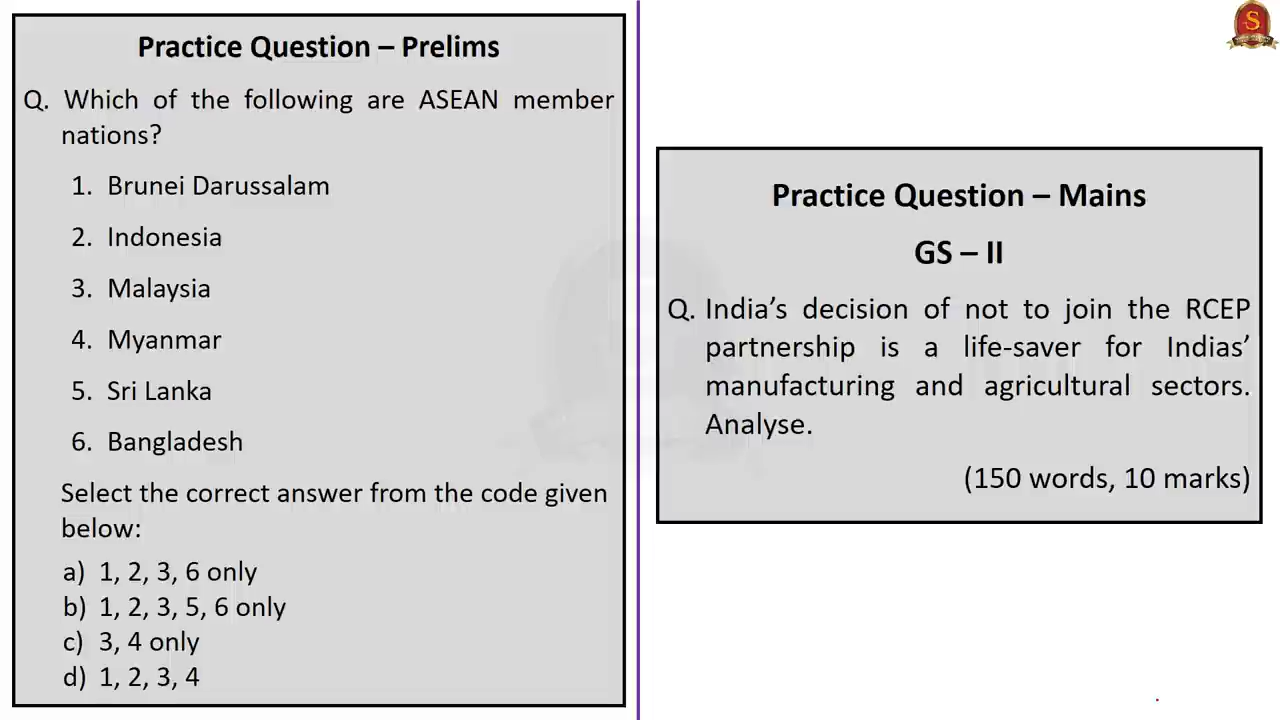 Practice Question – Prelims
Q. Which of the following are ASEAN member
nations?
1. Brunei Darussalam
2. Indonesia
3. Malaysia
4. Myanmar
5. Sri Lanka
6. Bangladesh
Select the correct answer from the code given
below:
a) 1, 2, 3, 6 only
b) 1, 2, 3, 5, 6 only
c) 3, 4 only
d) 1, 2, 3, 4
Practice Question – Mains
GS – II
Q. India’s decision of not to join the RCEP
partnership is a life-saver for Indias’
manufacturing and agricultural sectors.
Analyse.
(150 words, 10 marks)
S